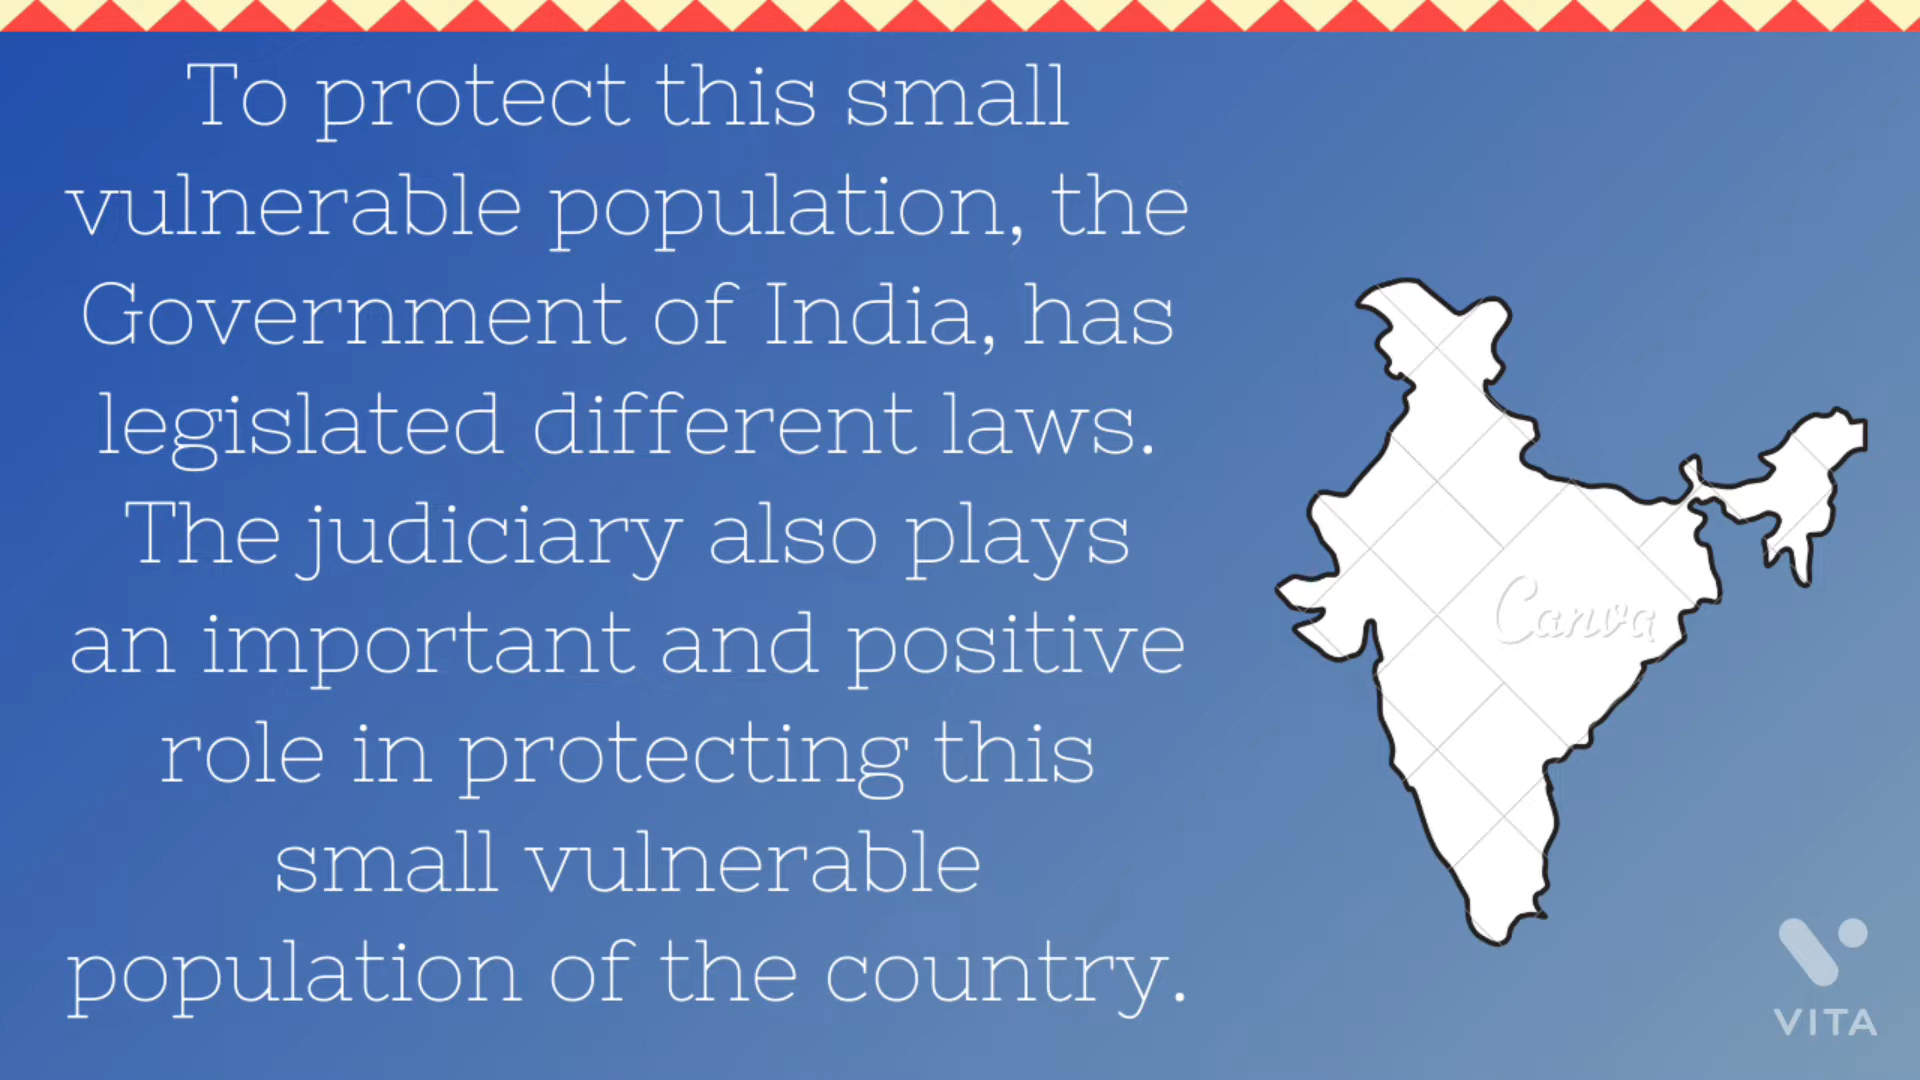 To protect this small
vulnerable population, the
Government of India, has
legislated different laws.
The judiciary also plays
an important and positive
role in protecting this
small vulnerable
population of the country.
Canva
VITA